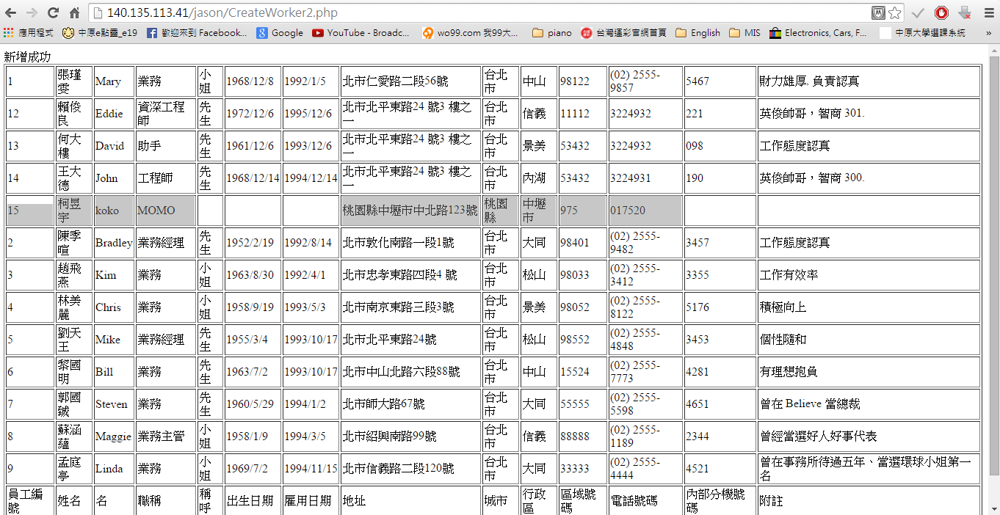 140.135.113.41/jason/CreateWorker2.php
應用程式 中原e點靈_e19 歡迎來到 Facebook... Google YouTube - Broadc... wo99.com 我99大... piano 台灣運彩官網首頁 English MIS Electronics, Cars, F... 中原大學選課系統 »
新增成功
1 張瑾雯 Mary 業務 小姐 1968/12/8 1992/1/5 北市仁愛路二段56號 台北市 中山 98122 (02) 2555-9857 5467 財力雄厚, 負責認真
12 賴俊良 Eddie 資深工程師 先生 1972/12/6 1995/12/6 北市北平東路24 號3 樓之一 台北市 信義 11112 3224932 221 英俊帥哥，智商 301.
13 何大樓 David 助手 先生 1961/12/6 1993/12/6 北市北平東路24 號3 樓之一 台北市 景美 53432 3224932 098 工作態度認真
14 王大德 John 工程師 先生 1968/12/14 1994/12/14 北市北平東路24 號3 樓之一 台北市 內湖 53432 3224931 190 英俊帥哥，智商 300.
15 柯昱宇 koko MOMO 桃園縣中壢市中北路123號 桃園縣 中壢市 975 017520
2 陳季暄 Bradley 業務經理 先生 1952/2/19 1992/8/14 北市敦化南路一段1號 台北市 大同 98401 (02) 2555-9482 3457 工作態度認真
3 趙飛燕 Kim 業務 小姐 1963/8/30 1992/4/1 北市忠孝東路四段4 號 台北市 松山 98033 (02) 2555-3412 3355 工作有效率
4 林美麗 Chris 業務 小姐 1958/9/19 1993/5/3 北市南京東路三段3號 台北市 景美 98052 (02) 2555-8122 5176 積極向上
5 劉天王 Mike 業務經理 先生 1955/3/4 1993/10/17 北市北平東路24號 台北市 松山 98552 (02) 2555-4848 3453 個性隨和
6 黎國明 Bill 業務 先生 1963/7/2 1993/10/17 北市中山北路六段88號 台北市 中山 15524 (02) 2555-7773 4281 有理想抱負
7 郭國鋮 Steven 業務 先生 1960/5/29 1994/1/2 北市師大路67號 台北市 大同 55555 (02) 2555-5598 4651 曾在 Believe 當總裁
8 蘇涵蘊 Maggie 業務主管 小姐 1958/1/9 1994/3/5 北市紹興南路99號 台北市 信義 88888 (02) 2555-1189 2344 曾經當選好人好事代表
9 孟庭亭 Linda 業務 小姐 1969/7/2 1994/11/15 北市信義路二段120號 台北市 大同 33333 (02) 2555-4444 4521 曾在事務所待過五年、當選環球小姐第一名
員工編號 姓名 名 職稱 稱呼 出生日期 雇用日期 地址 城市 行政區 區域號碼 電話號碼 內部分機號碼 附註